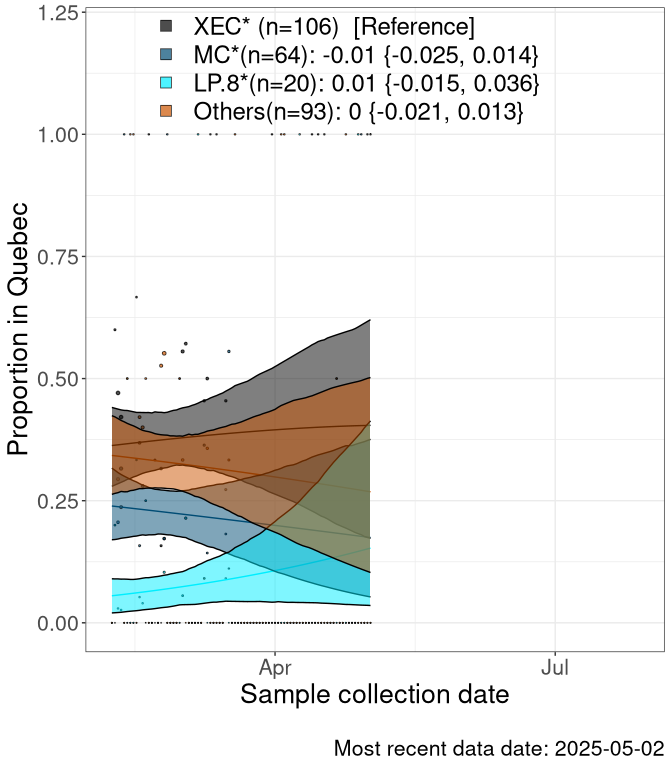 XEC* (n=106) [Reference]
MC*(n=64): -0.01 {-0.025, 0.014}
LP.8*(n=20): 0.01 {-0.015, 0.036}
Others(n=93): 0 {-0.021, 0.013}
Proportion in Quebec
1.25
1.00
0.75
0.50
0.25
0.00
Apr
Jul
Sample collection date
Most recent data date: 2025-05-02